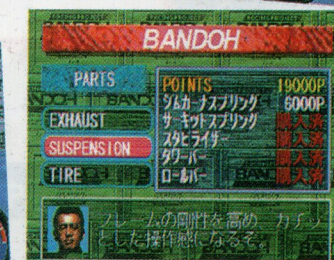 BANDOH
PARTS
EXHAUST
SUSPENSION
TIRE
POINTS 19000P
ジムカーナスプリング 6000P
サーキットスプリング 購入済
スタビライザー 購入済
タワーバー 購入済
ロールバー 購入済
フレームの剛性を高め カチッ
とした操作感になるぞ。